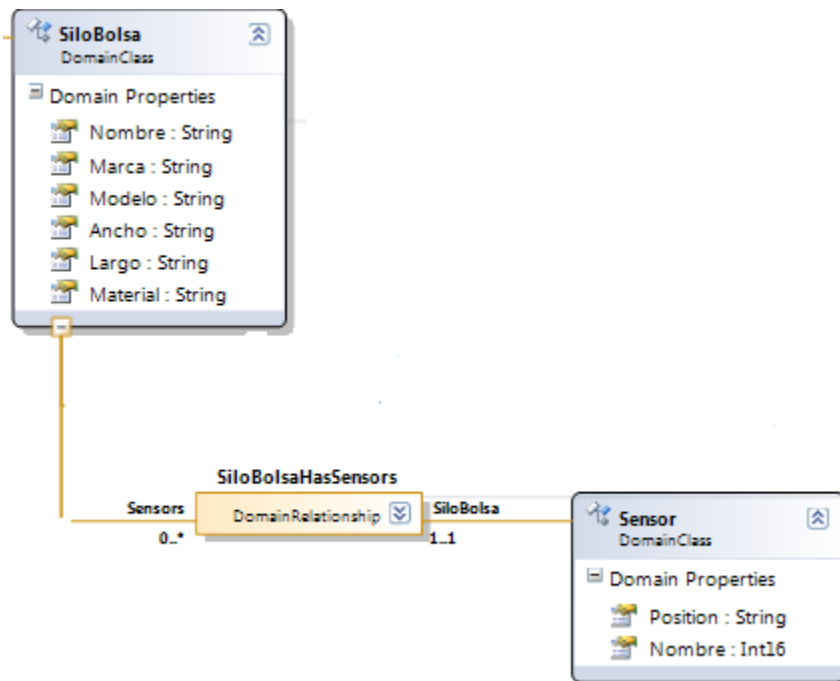 SiloBolsa
DomainClass
Domain Properties
Nombre : String
Marca : String
Modelo : String
Ancho : String
Largo : String
Material : String
SiloBolsaHasSensors
Sensors
DomainRelationship
SiloBolsa
0..*
1..1
Sensor
DomainClass
Domain Properties
Position : String
Nombre : Int16